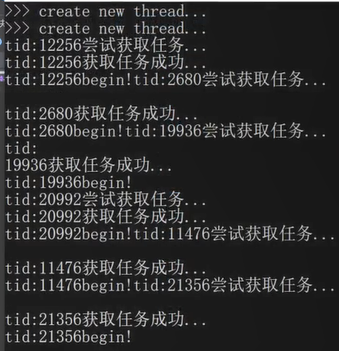 >>> create new thread...
>>> create new thread...
tid:12256尝试获取任务...
tid:12256获取任务成功...
tid:12256begin!tid:2680尝试获取任务...
tid:2680获取任务成功...
tid:2680begin!tid:19936尝试获取任务...
tid:
19936获取任务成功...
tid:19936begin!
tid:20992尝试获取任务...
tid:20992获取任务成功...
tid:20992begin!tid:11476尝试获取任务...
tid:11476获取任务成功...
tid:11476begin!tid:21356尝试获取任务...
tid:21356获取任务成功...
tid:21356begin!